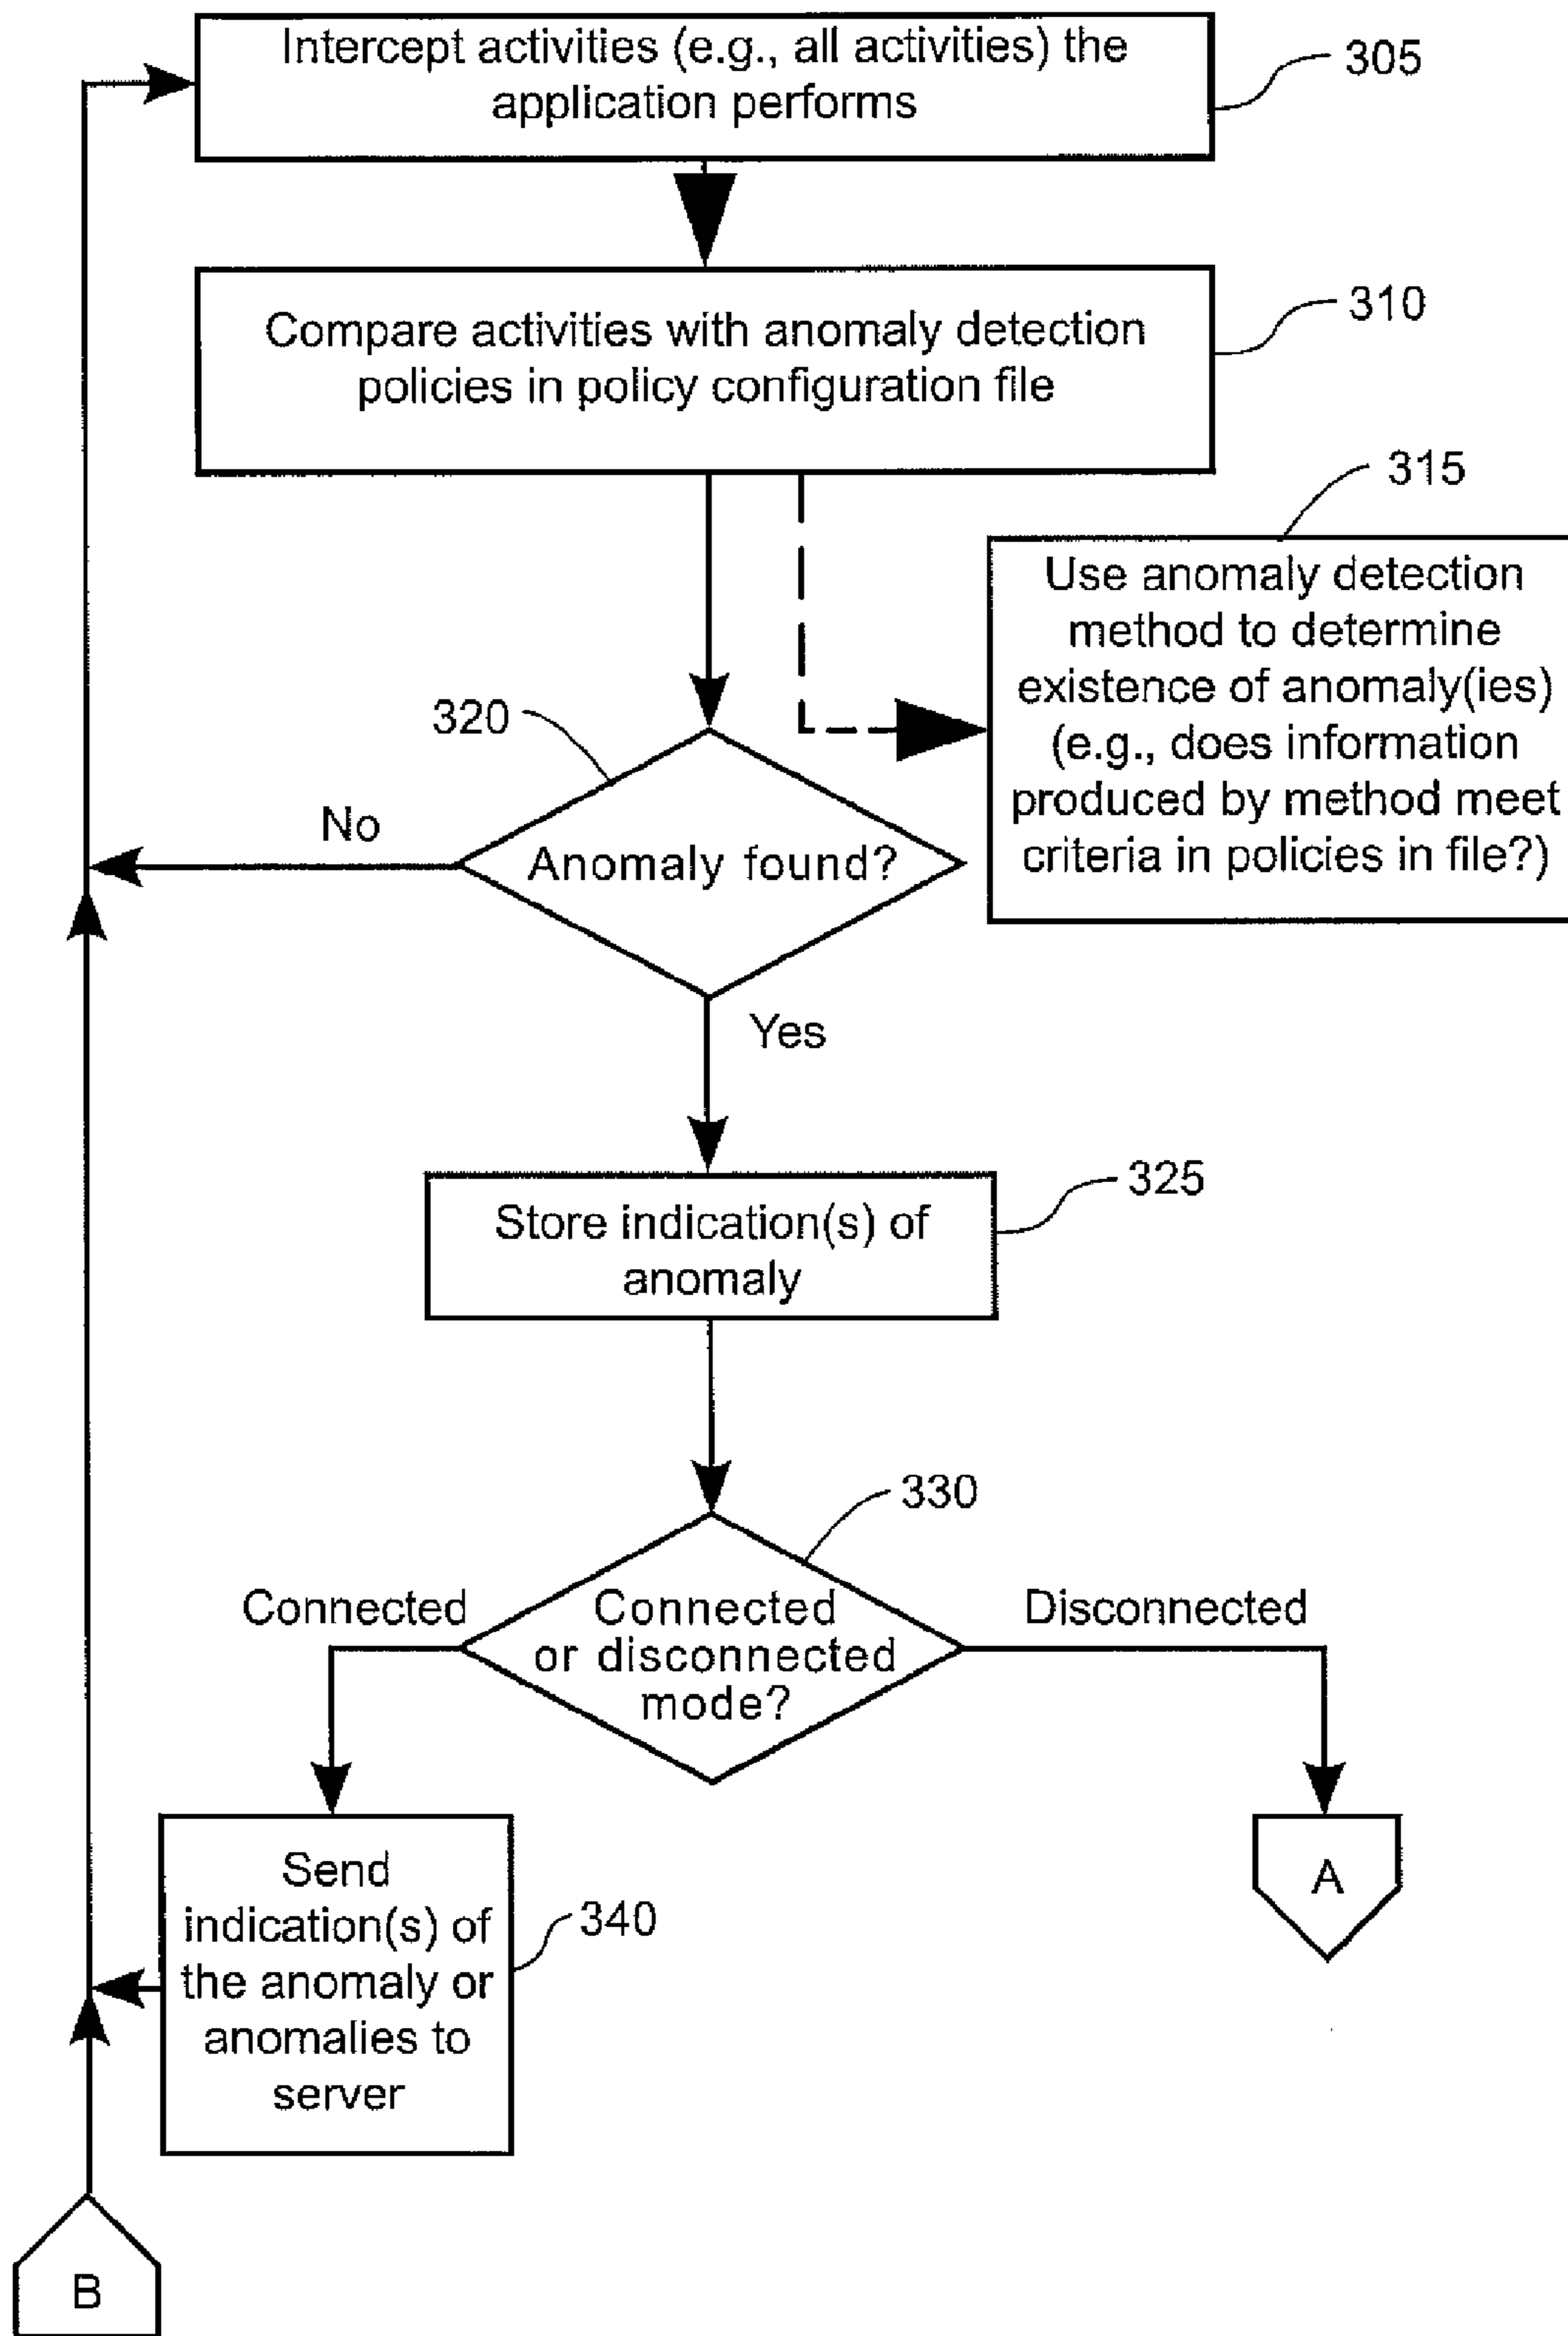 Intercept activities (e.g., all activities) the
application performs
305
Compare activities with anomaly detection
policies in policy configuration file
310
315
Use anomaly detection
method to determine
existence of anomaly(ies)
(e.g., does information
produced by method meet
criteria in policies in file?)
320
No
Anomaly found?
Yes
325
Store indication(s) of
anomaly
330
Connected
Connected
or disconnected
mode?
Disconnected
Send
indication(s) of
the anomaly or
anomalies to
server
340
A
B